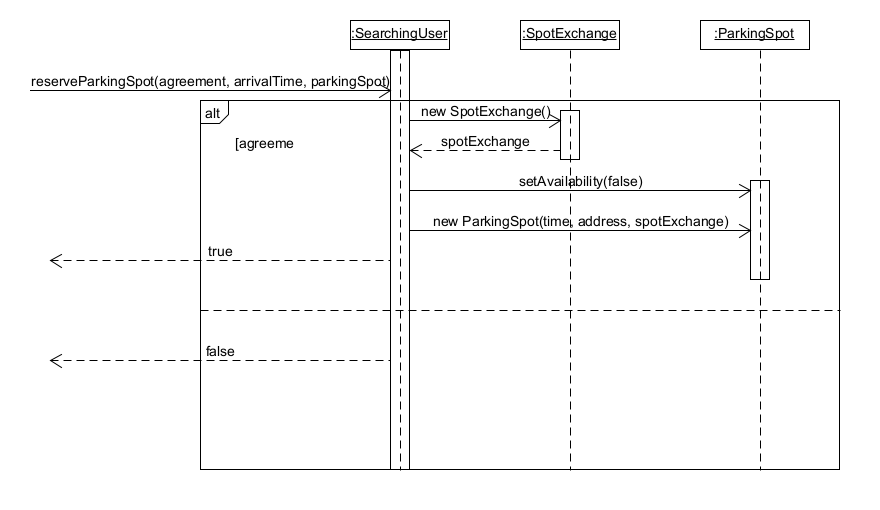 :SearchingUser
:SpotExchange
:ParkingSpot
reserveParkingSpot(agreement, arrivalTime, parkingSpot)
alt
new SpotExchange()
[agreeme
spotExchange
setAvailability(false)
new ParkingSpot(time, address, spotExchange)
true
false